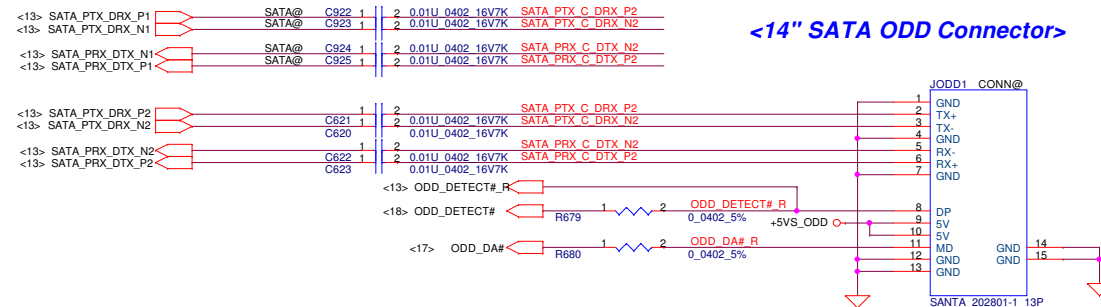 <13> SATA_PTX_DRX_P1 SATA@ C922 1 2 0.01U_0402_16V7K SATA_PTX_C_DRX_P2
<13> SATA_PTX_DRX_N1 SATA@ C923 1 2 0.01U_0402_16V7K SATA_PTX_C_DRX_N2
<14" SATA ODD Connector>
<13> SATA_PRX_DTX_N1 SATA@ C924 1 2 0.01U_0402_16V7K SATA_PRX_C_DTX_N2
<13> SATA_PRX_DTX_P1 SATA@ C925 1 2 0.01U_0402_16V7K SATA_PRX_C_DTX_P2
JODD1 CONN@
1 GND
<13> SATA_PTX_DRX_P2 C621 1 2 0.01U_0402_16V7K SATA_PTX_C_DRX_P2 2 TX+
<13> SATA_PTX_DRX_N2 C620 1 2 0.01U_0402_16V7K SATA_PTX_C_DRX_N2 3 TX-
4 GND
<13> SATA_PRX_DTX_N2 C622 1 2 0.01U_0402_16V7K SATA_PRX_C_DTX_N2 5 RX-
<13> SATA_PRX_DTX_P2 C623 1 2 0.01U_0402_16V7K SATA_PRX_C_DTX_P2 6 RX+
7 GND
<13> ODD_DETECT#_R
<18> ODD_DETECT# R679 1 2 0_0402_5% ODD_DETECT#_R 8 DP
+5VS_ODD 9 5V
10 5V
<17> ODD_DA# R680 1 2 0_0402_5% ODD_DA#_R 11 MD GND 14
12 GND GND 15
13 GND
SANTA_202801-1_13P